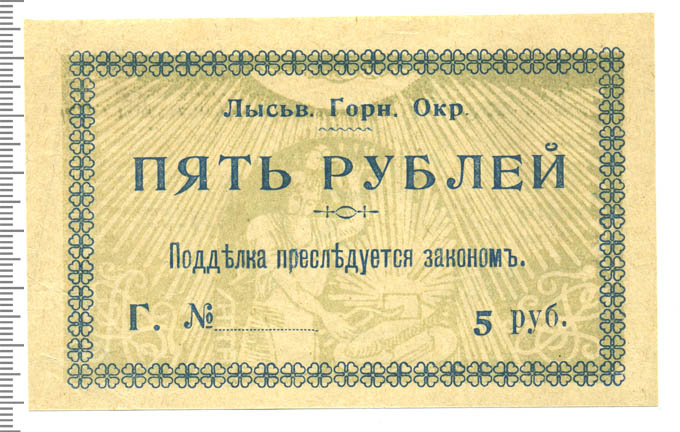 Лысьв. Горн. Окр.
ПЯТЬ РУБЛЕЙ
Поддѣлка преслѣдуется закономъ.
Г. № 5 руб.